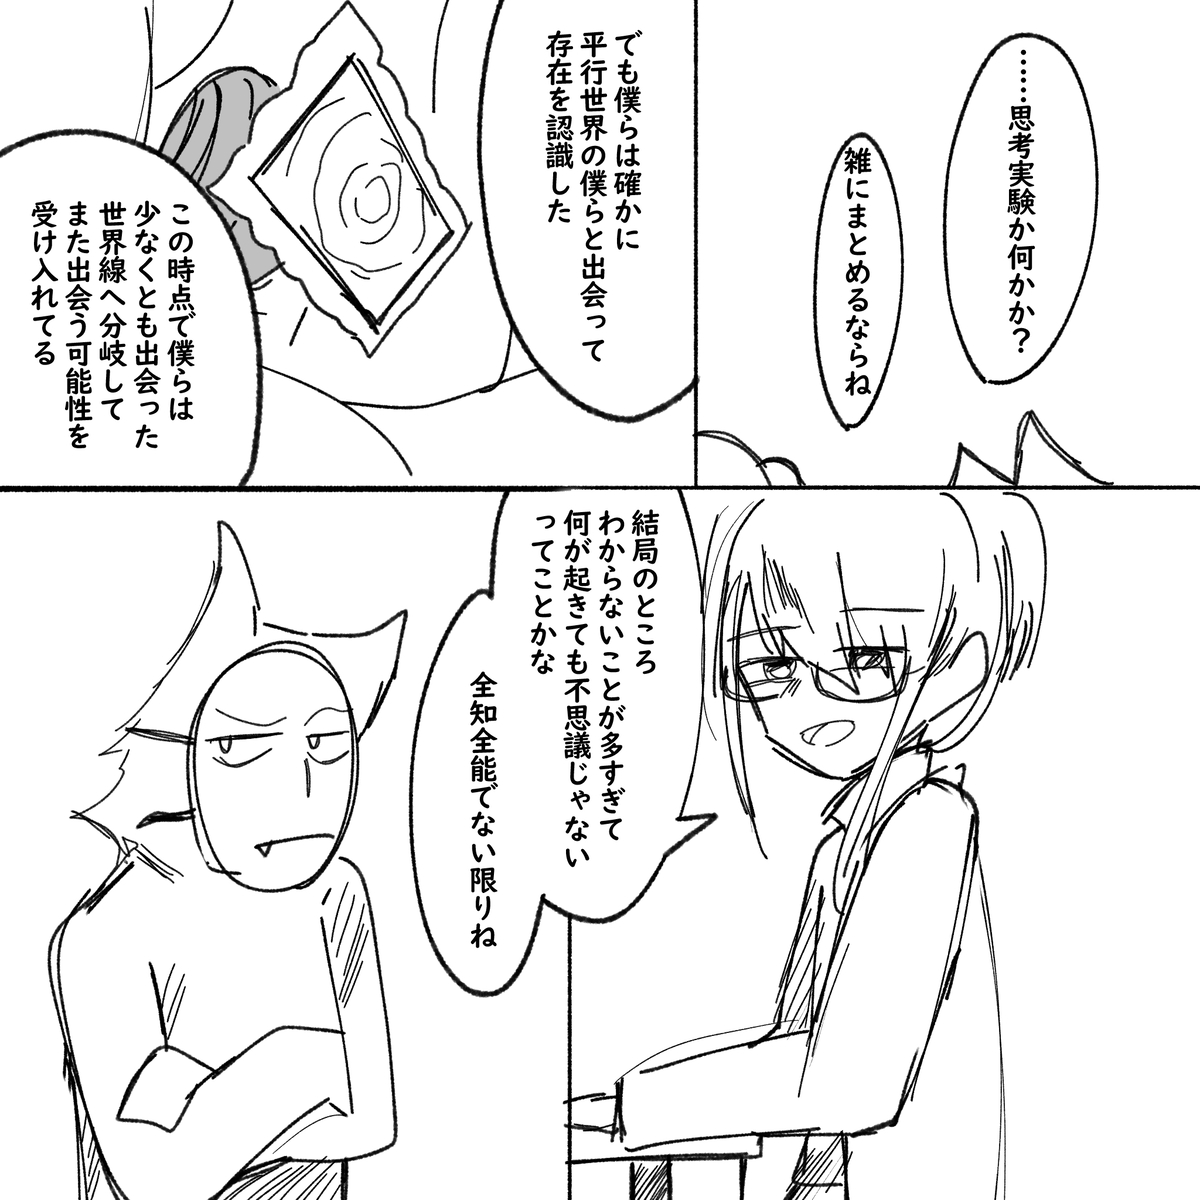 ……思考実験か何かか？
雑にまとめるならね
でも僕らは確かに
平行世界の僕らと出会って
存在を認識した
この時点で僕らは
少なくとも出会った
世界線へ分岐して
また出会う可能性を
受け入れてる
結局のところ
わからないことが多すぎて
何が起きても不思議じゃない
ってことかな
全知全能でない限りね